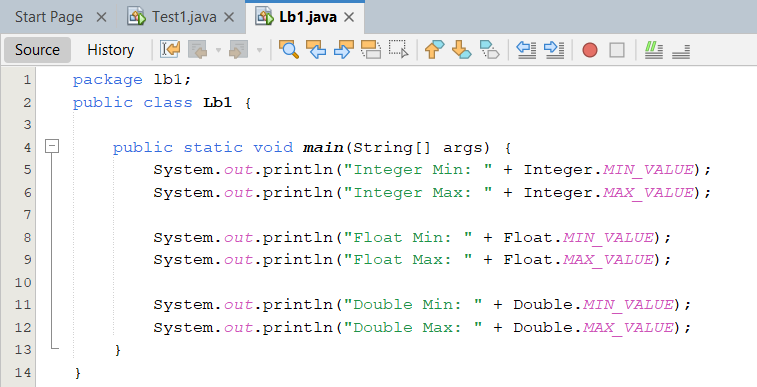 Start Page Test1.java Lb1.java
Source History
1 package lb1;
2 public class Lb1 {
3
4 public static void main(String[] args) {
5 System.out.println("Integer Min: " + Integer.MIN_VALUE);
6 System.out.println("Integer Max: " + Integer.MAX_VALUE);
7
8 System.out.println("Float Min: " + Float.MIN_VALUE);
9 System.out.println("Float Max: " + Float.MAX_VALUE);
10
11 System.out.println("Double Min: " + Double.MIN_VALUE);
12 System.out.println("Double Max: " + Double.MAX_VALUE);
13 }
14 }